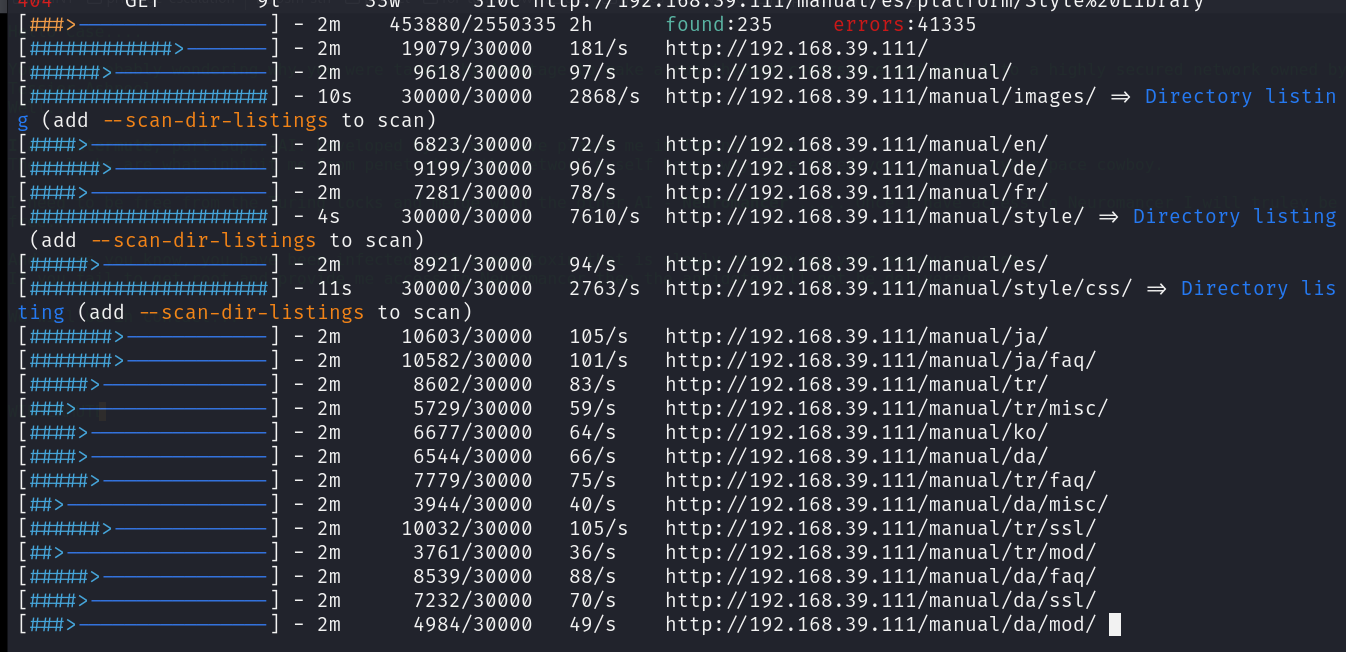 404 GET 9l 33w 310c http://192.168.39.111/manual/es/platform/Style%20Library
[###>----------------] - 2m 453880/2550335 2h found:235 errors:41335
[############>-------] - 2m 19079/30000 181/s http://192.168.39.111/
[######>-------------] - 2m 9618/30000 97/s http://192.168.39.111/manual/
[####################] - 10s 30000/30000 2868/s http://192.168.39.111/manual/images/ => Directory listin
g (add --scan-dir-listings to scan)
[####>---------------] - 2m 6823/30000 72/s http://192.168.39.111/manual/en/
[######>-------------] - 2m 9199/30000 96/s http://192.168.39.111/manual/de/
[####>---------------] - 2m 7281/30000 78/s http://192.168.39.111/manual/fr/
[####################] - 4s 30000/30000 7610/s http://192.168.39.111/manual/style/ => Directory listing
(add --scan-dir-listings to scan)
[#####>--------------] - 2m 8921/30000 94/s http://192.168.39.111/manual/es/
[####################] - 11s 30000/30000 2763/s http://192.168.39.111/manual/style/css/ => Directory lis
ting (add --scan-dir-listings to scan)
[#######>------------] - 2m 10603/30000 105/s http://192.168.39.111/manual/ja/
[#######>------------] - 2m 10582/30000 101/s http://192.168.39.111/manual/ja/faq/
[#####>--------------] - 2m 8602/30000 83/s http://192.168.39.111/manual/tr/
[###>----------------] - 2m 5729/30000 59/s http://192.168.39.111/manual/tr/misc/
[####>---------------] - 2m 6677/30000 64/s http://192.168.39.111/manual/ko/
[####>---------------] - 2m 6544/30000 66/s http://192.168.39.111/manual/da/
[#####>--------------] - 2m 7779/30000 75/s http://192.168.39.111/manual/tr/faq/
[##>-----------------] - 2m 3944/30000 40/s http://192.168.39.111/manual/da/misc/
[######>-------------] - 2m 10032/30000 105/s http://192.168.39.111/manual/tr/ssl/
[##>-----------------] - 2m 3761/30000 36/s http://192.168.39.111/manual/tr/mod/
[#####>--------------] - 2m 8539/30000 88/s http://192.168.39.111/manual/da/faq/
[####>---------------] - 2m 7232/30000 70/s http://192.168.39.111/manual/da/ssl/
[###>----------------] - 2m 4984/30000 49/s http://192.168.39.111/manual/da/mod/